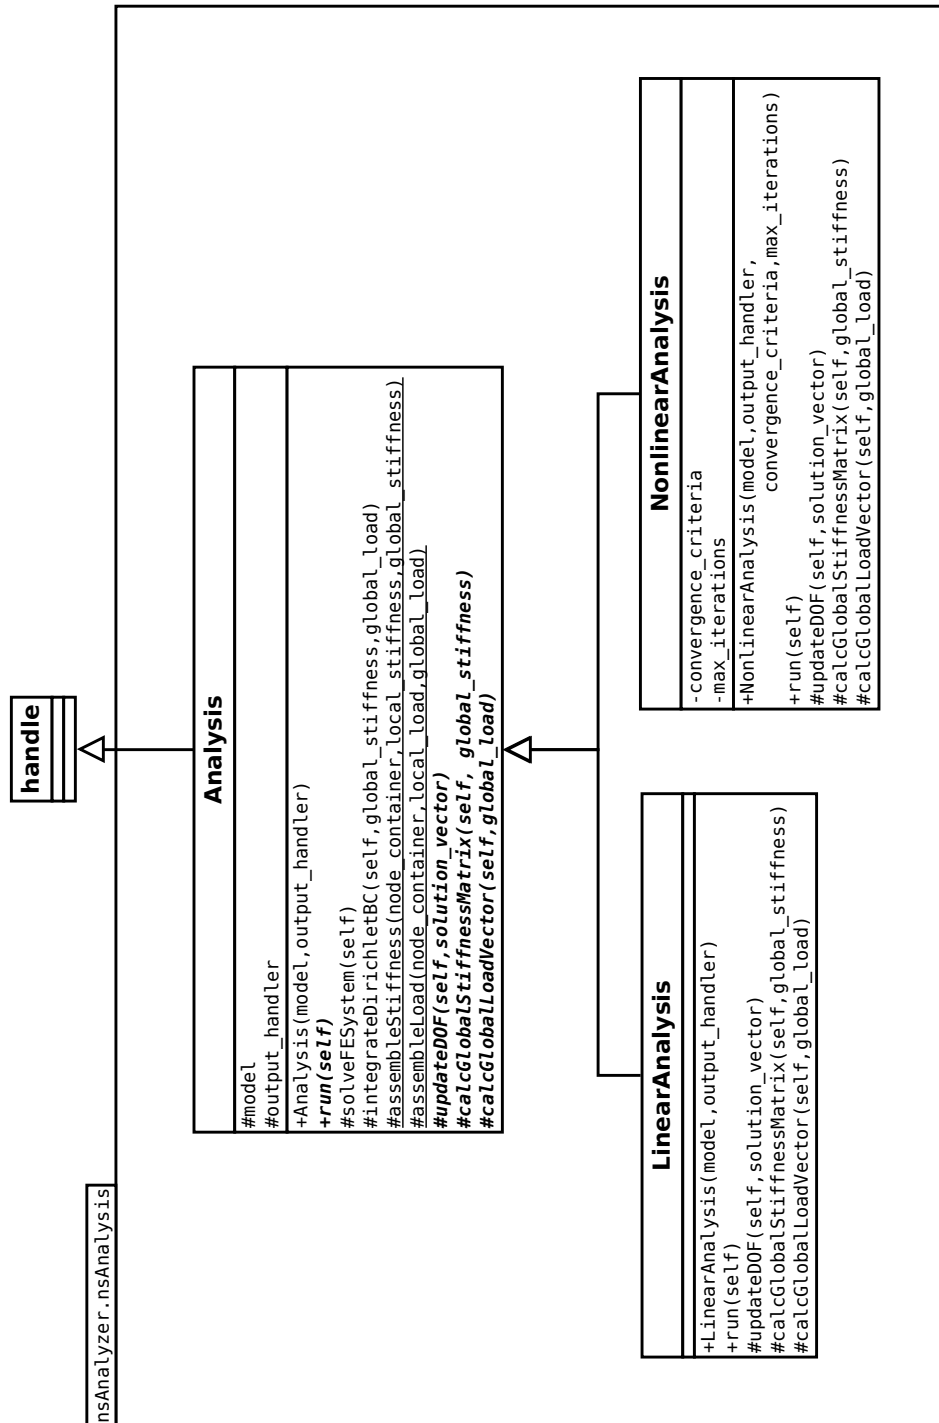 nsAnalyzer.nsAnalysis
handle
Analysis
#model
#output_handler
+Analysis(model,output_handler)
+run(self)
#solveFESystem(self)
#integrateDirichletBC(self,global_stiffness,global_load)
#assembleStiffness(node_container,local_stiffness,global_stiffness)
#assembleLoad(node_container,local_load,global_load)
#updateDOF(self,solution_vector)
#calcGlobalStiffnessMatrix(self, global_stiffness)
#calcGlobalLoadVector(self,global_load)
LinearAnalysis
+LinearAnalysis(model,output_handler)
+run(self)
#updateDOF(self,solution_vector)
#calcGlobalStiffnessMatrix(self,global_stiffness)
#calcGlobalLoadVector(self,global_load)
NonlinearAnalysis
-convergence_criteria
-max_iterations
+NonlinearAnalysis(model,output_handler,
convergence_criteria,max_iterations)
+run(self)
#updateDOF(self,solution_vector)
#calcGlobalStiffnessMatrix(self,global_stiffness)
#calcGlobalLoadVector(self,global_load)